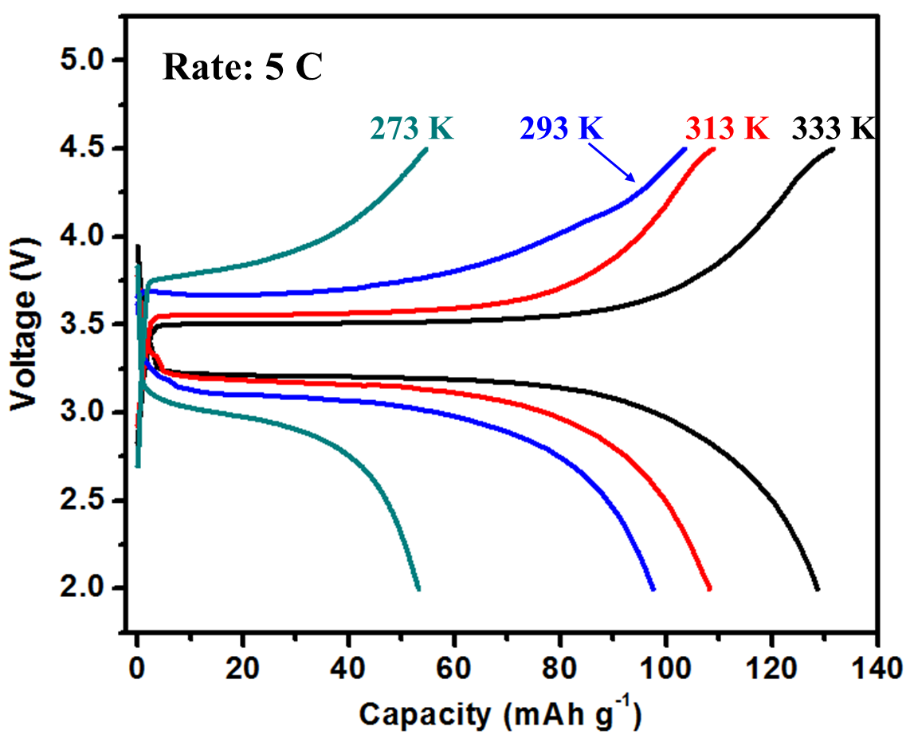 Rate: 5 C
273 K
293 K
313 K
333 K
5.0
4.5
4.0
3.5
3.0
2.5
2.0
Voltage (V)
0 20 40 60 80 100 120 140
Capacity (mAh g⁻¹)